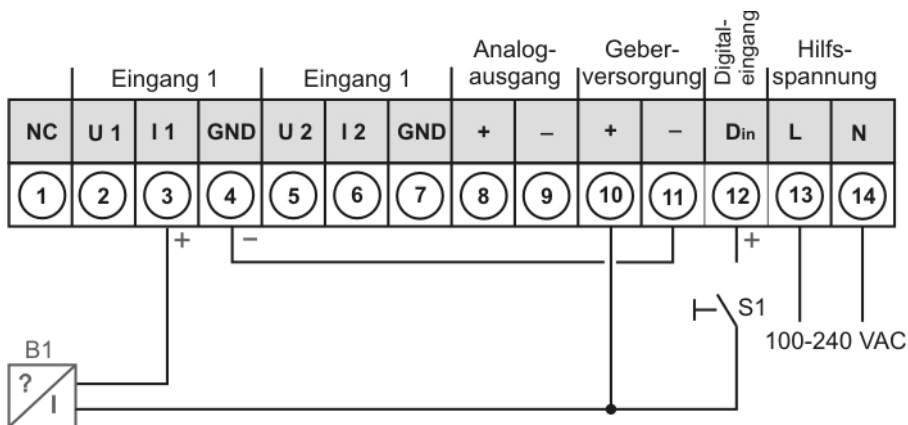 Analog-
ausgang
Geber-
versorgung
Digital-
eingang
Hilfs-
spannung
Eingang 1
Eingang 1
NC U 1 I 1 GND U 2 I 2 GND + – + – Din L N
1 2 3 4 5 6 7 8 9 10 11 12 13 14
+ – +
S1
100-240 VAC
B1
?
I